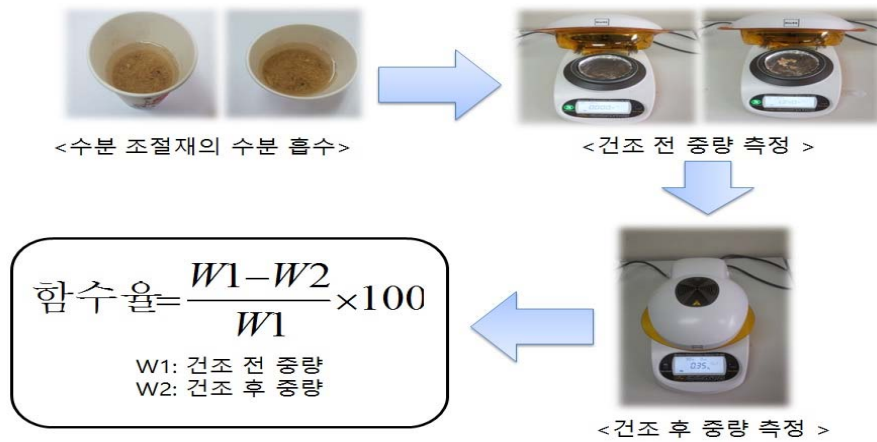 <수분 조절재의 수분 흡수>
<건조 전 중량 측정 >
함수율=W1-W2/W1×100
W1: 건조 전 중량
W2: 건조 후 중량
<건조 후 중량 측정 >